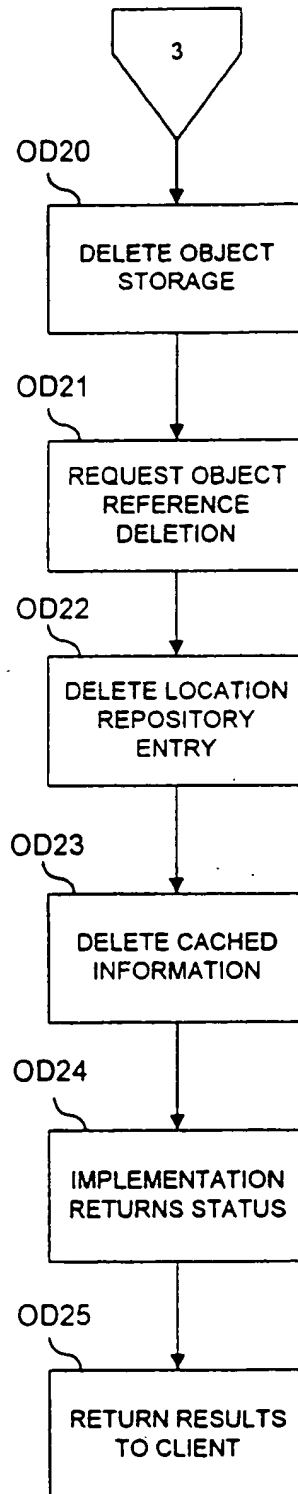 3
OD20
DELETE OBJECT
STORAGE
OD21
REQUEST OBJECT
REFERENCE
DELETION
OD22
DELETE LOCATION
REPOSITORY
ENTRY
OD23
DELETE CACHED
INFORMATION
OD24
IMPLEMENTATION
RETURNS STATUS
OD25
RETURN RESULTS
TO CLIENT